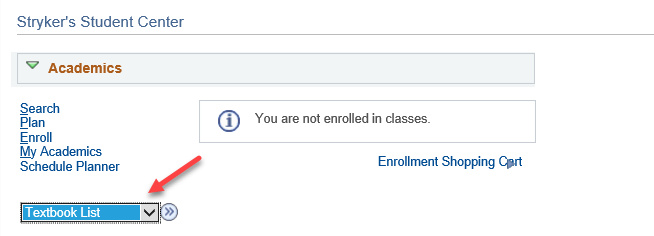 Stryker's Student Center
Academics
Search
Plan
Enroll
My Academics
Schedule Planner
You are not enrolled in classes.
Enrollment Shopping Cart
Textbook List